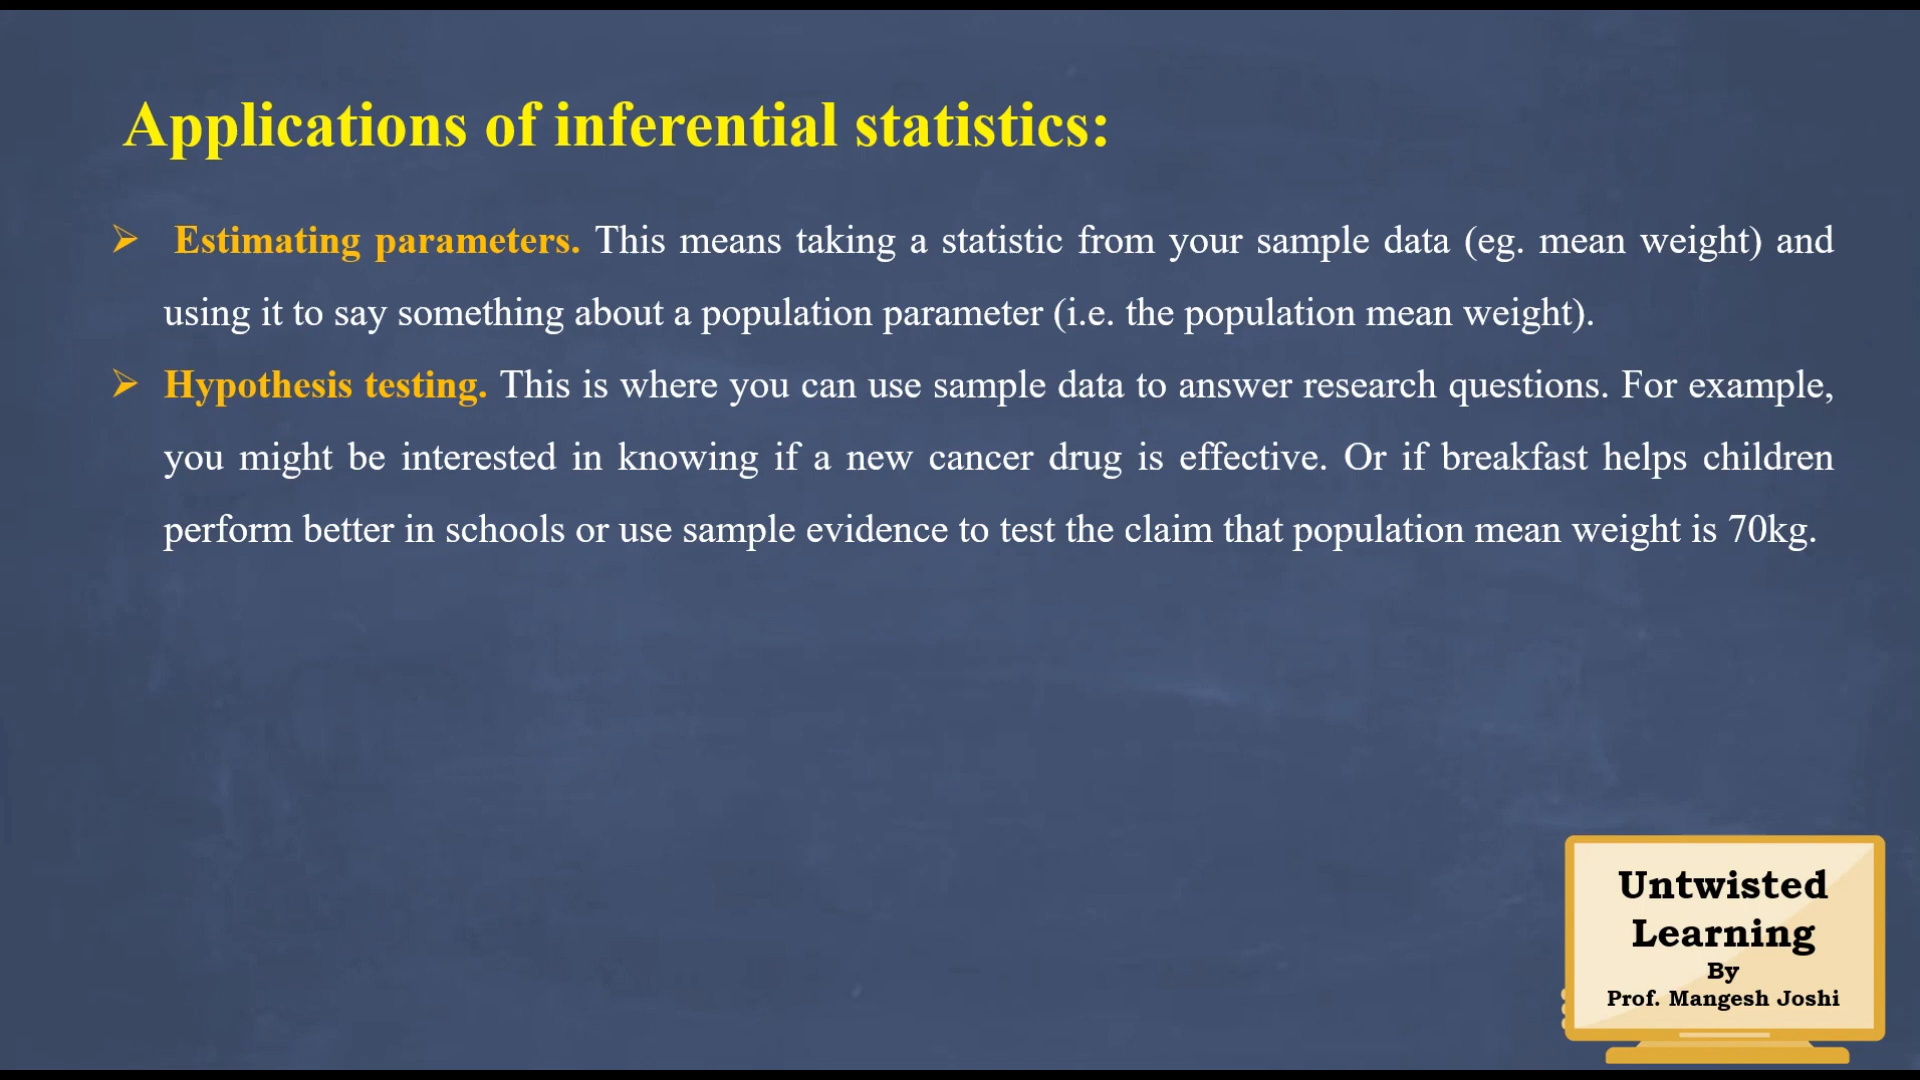 Applications of inferential statistics:
➢ Estimating parameters. This means taking a statistic from your sample data (eg. mean weight) and
using it to say something about a population parameter (i.e. the population mean weight).
➢ Hypothesis testing. This is where you can use sample data to answer research questions. For example,
you might be interested in knowing if a new cancer drug is effective. Or if breakfast helps children
perform better in schools or use sample evidence to test the claim that population mean weight is 70kg.
Untwisted
Learning
By
Prof. Mangesh Joshi